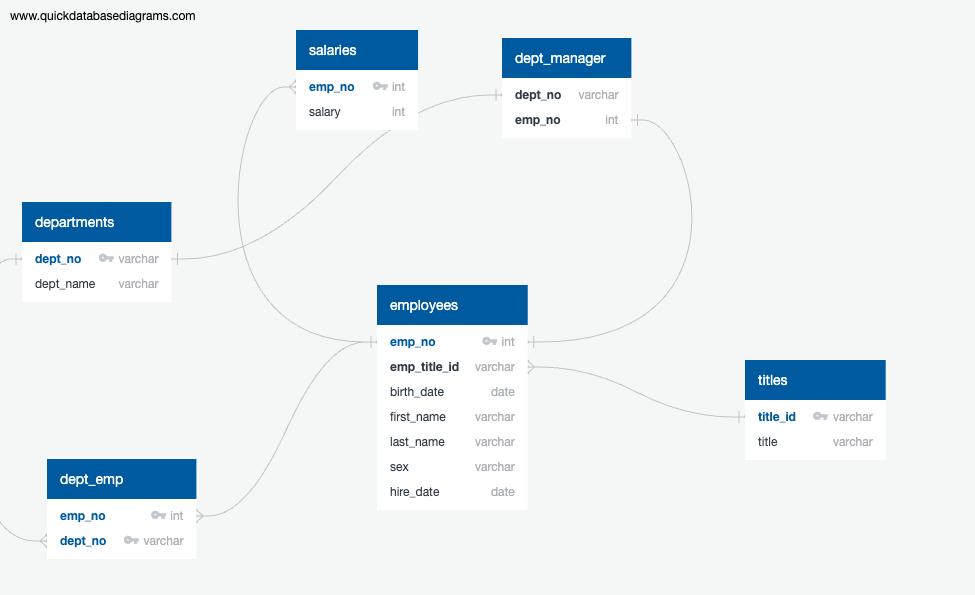 www.quickdatabasediagrams.com
salaries
emp_no int
salary int
dept_manager
dept_no varchar
emp_no int
departments
dept_no varchar
dept_name varchar
employees
emp_no int
emp_title_id varchar
birth_date date
first_name varchar
last_name varchar
sex varchar
hire_date date
titles
title_id varchar
title varchar
dept_emp
emp_no int
dept_no varchar